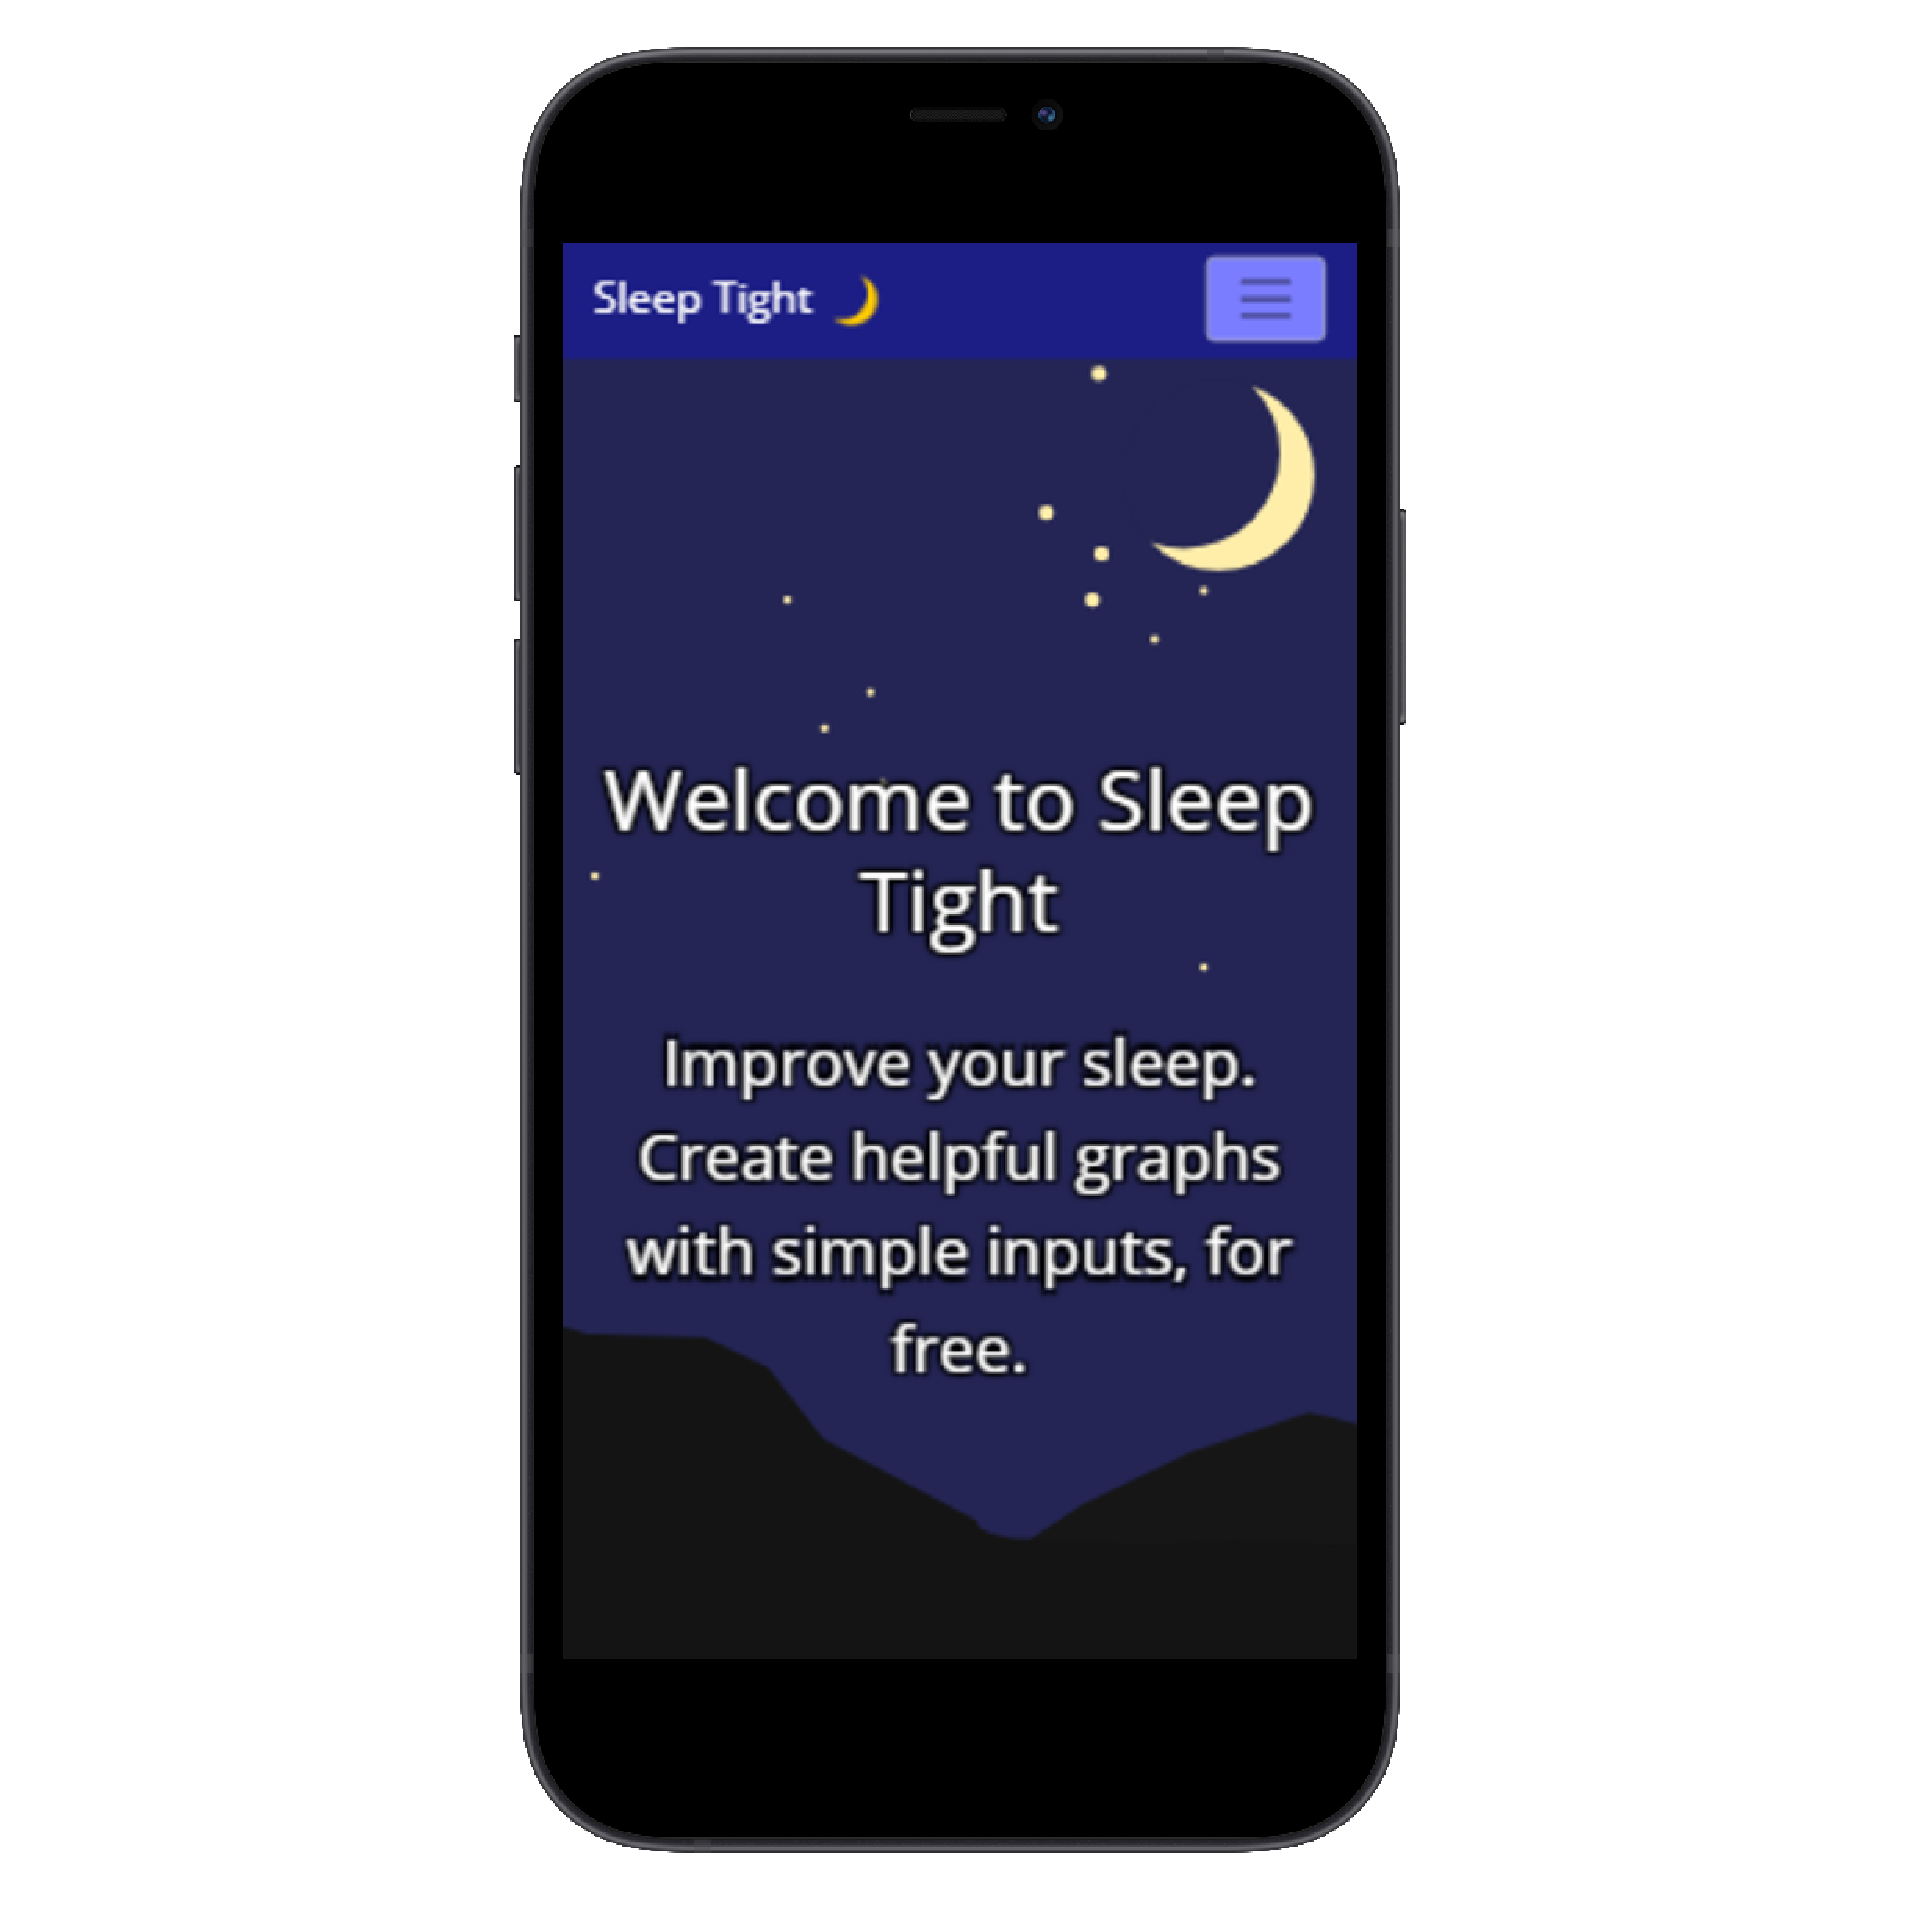 Sleep Tight 🌙
Welcome to Sleep
Tight
Improve your sleep.
Create helpful graphs
with simple inputs, for
free.